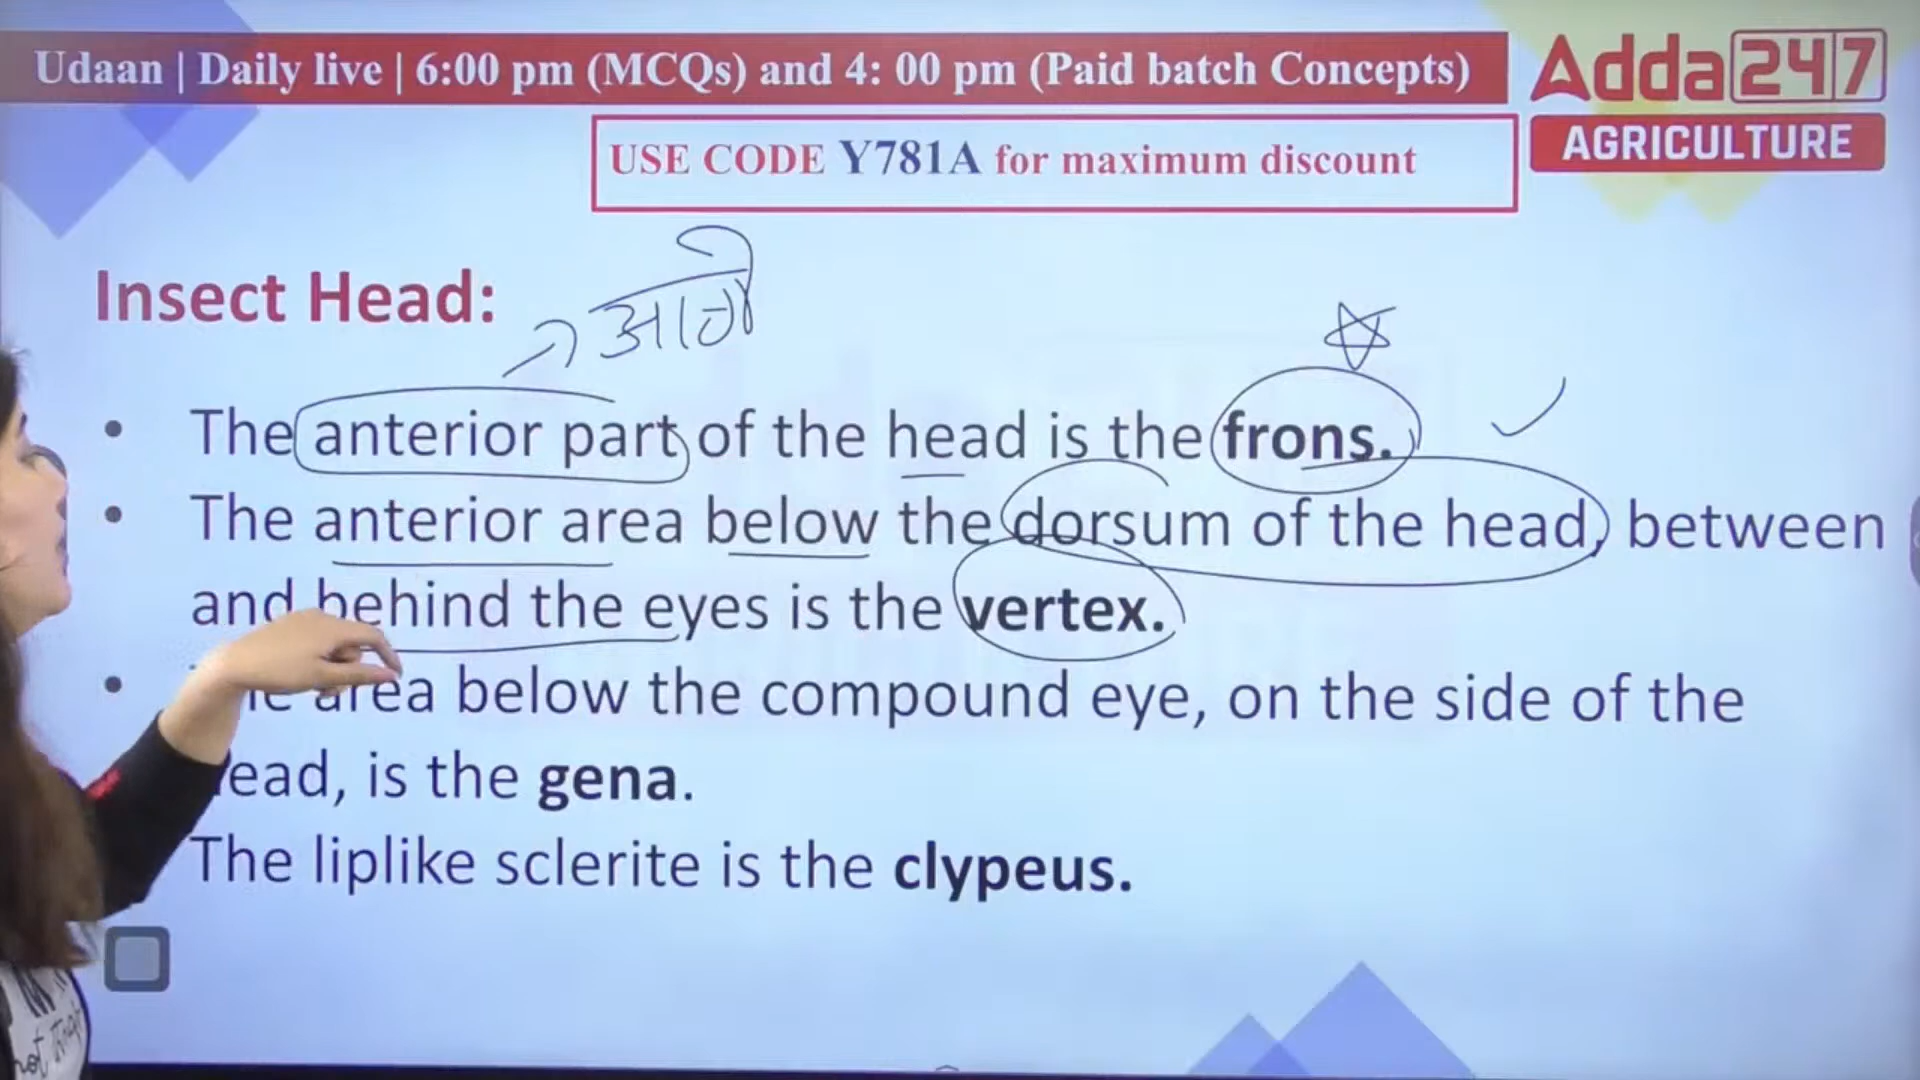 Udaan | Daily live | 6:00 pm (MCQs) and 4: 00 pm (Paid batch Concepts)
Adda247
AGRICULTURE
USE CODE Y781A for maximum discount
Insect Head:
आगे
• The anterior part of the head is the frons.
• The anterior area below the dorsum of the head, between
and behind the eyes is the vertex.
• area below the compound eye, on the side of the
ead, is the gena.
The liplike sclerite is the clypeus.
not